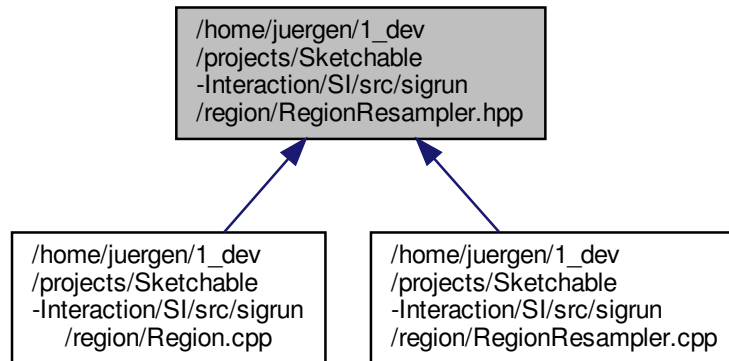 /home/juergen/1_dev
/projects/Sketchable
-Interaction/SI/src/sigrun
/region/RegionResampler.hpp
/home/juergen/1_dev
/projects/Sketchable
-Interaction/SI/src/sigrun
/region/Region.cpp
/home/juergen/1_dev
/projects/Sketchable
-Interaction/SI/src/sigrun
/region/RegionResampler.cpp